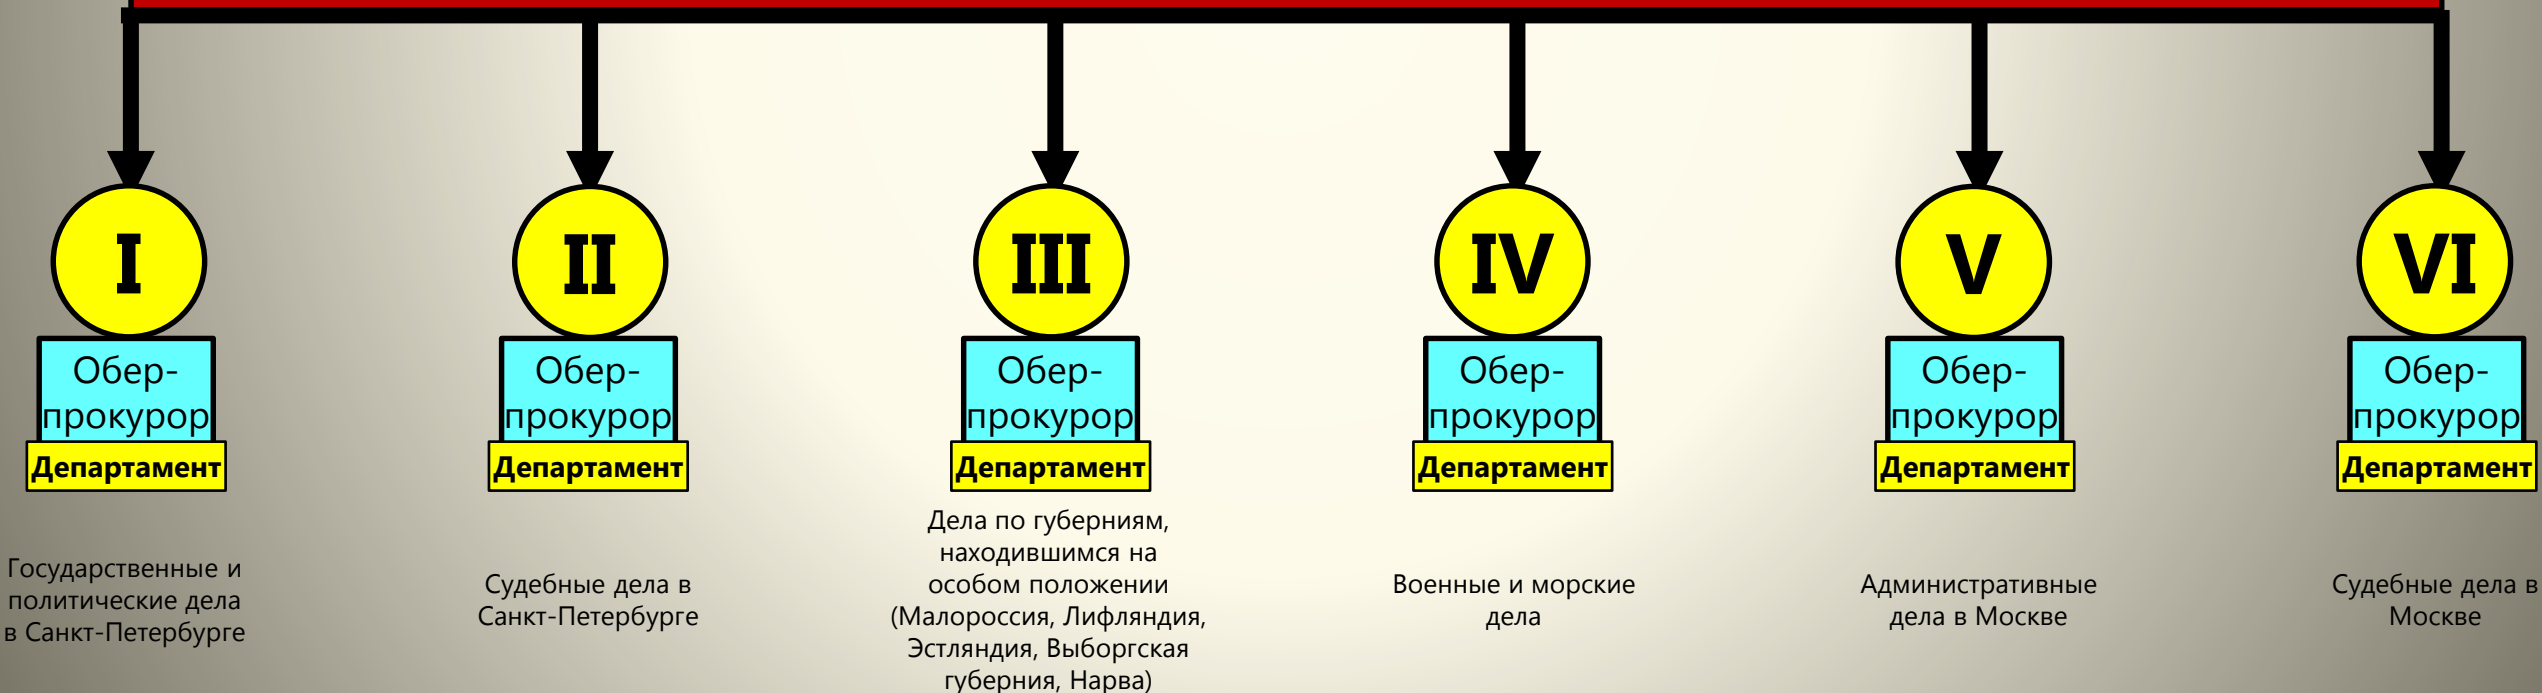 I
Обер-
прокурор
Департамент
Государственные и
политические дела
в Санкт-Петербурге
II
Обер-
прокурор
Департамент
Судебные дела в
Санкт-Петербурге
III
Обер-
прокурор
Департамент
Дела по губерниям,
находившимся на
особом положении
(Малороссия, Лифляндия,
Эстляндия, Выборгская
губерния, Нарва)
IV
Обер-
прокурор
Департамент
Военные и морские
дела
V
Обер-
прокурор
Департамент
Административные
дела в Москве
VI
Обер-
прокурор
Департамент
Судебные дела в
Москве